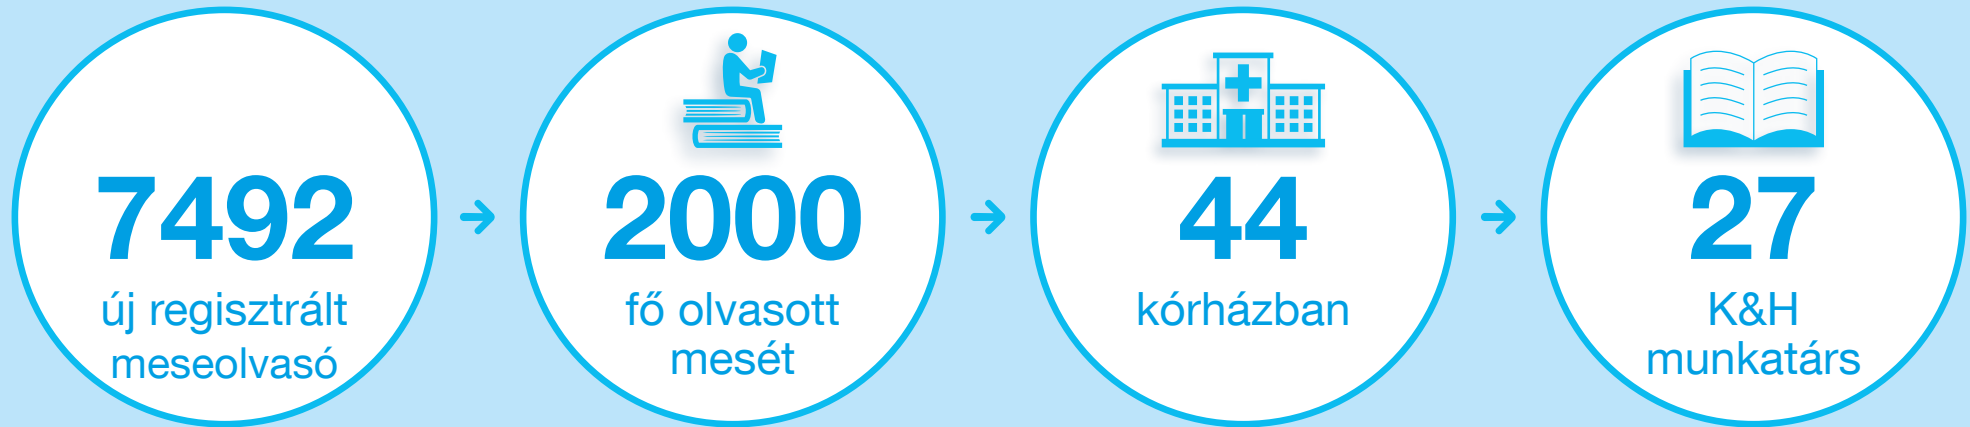 7492
új regisztrált
meseolvasó
2000
fő olvasott
mesét
44
kórházban
27
K&H
munkatárs